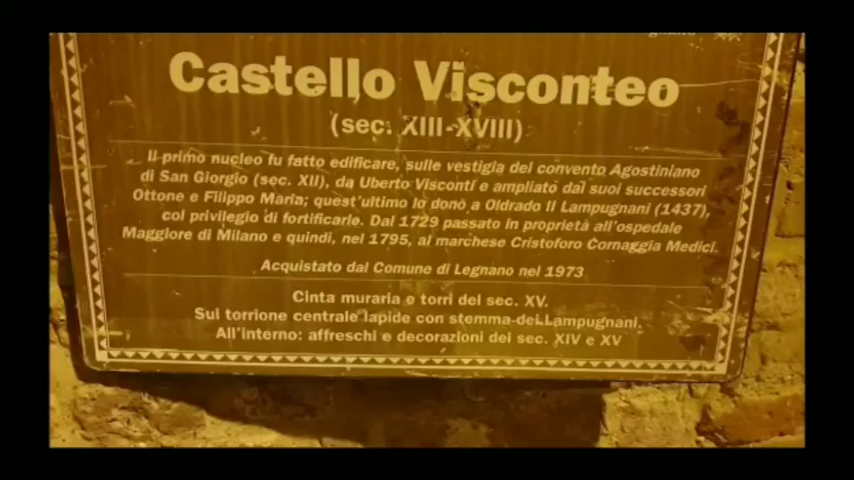 Castello Visconteo
(sec. XIII-XVIII)
Il primo nucleo fu fatto edificare, sulle vestigia del convento Agostiniano
di San Giorgio (sec. XII), da Uberto Visconti e ampliato dai suoi successori
Ottone e Filippo Maria; quest'ultimo lo donò a Oldrado II Lampugnani (1437),
col privilegio di fortificarle. Dal 1729 passato in proprietà all'ospedale
Maggiore di Milano e quindi, nel 1795, al marchese Cristoforo Cornaggia Medici.
Acquistato dal Comune di Legnano nel 1973
Cinta muraria e torri del sec. XV.
Sul torrione centrale lapide con stemma dei Lampugnani.
All'interno: affreschi e decorazioni dei sec. XIV e XV